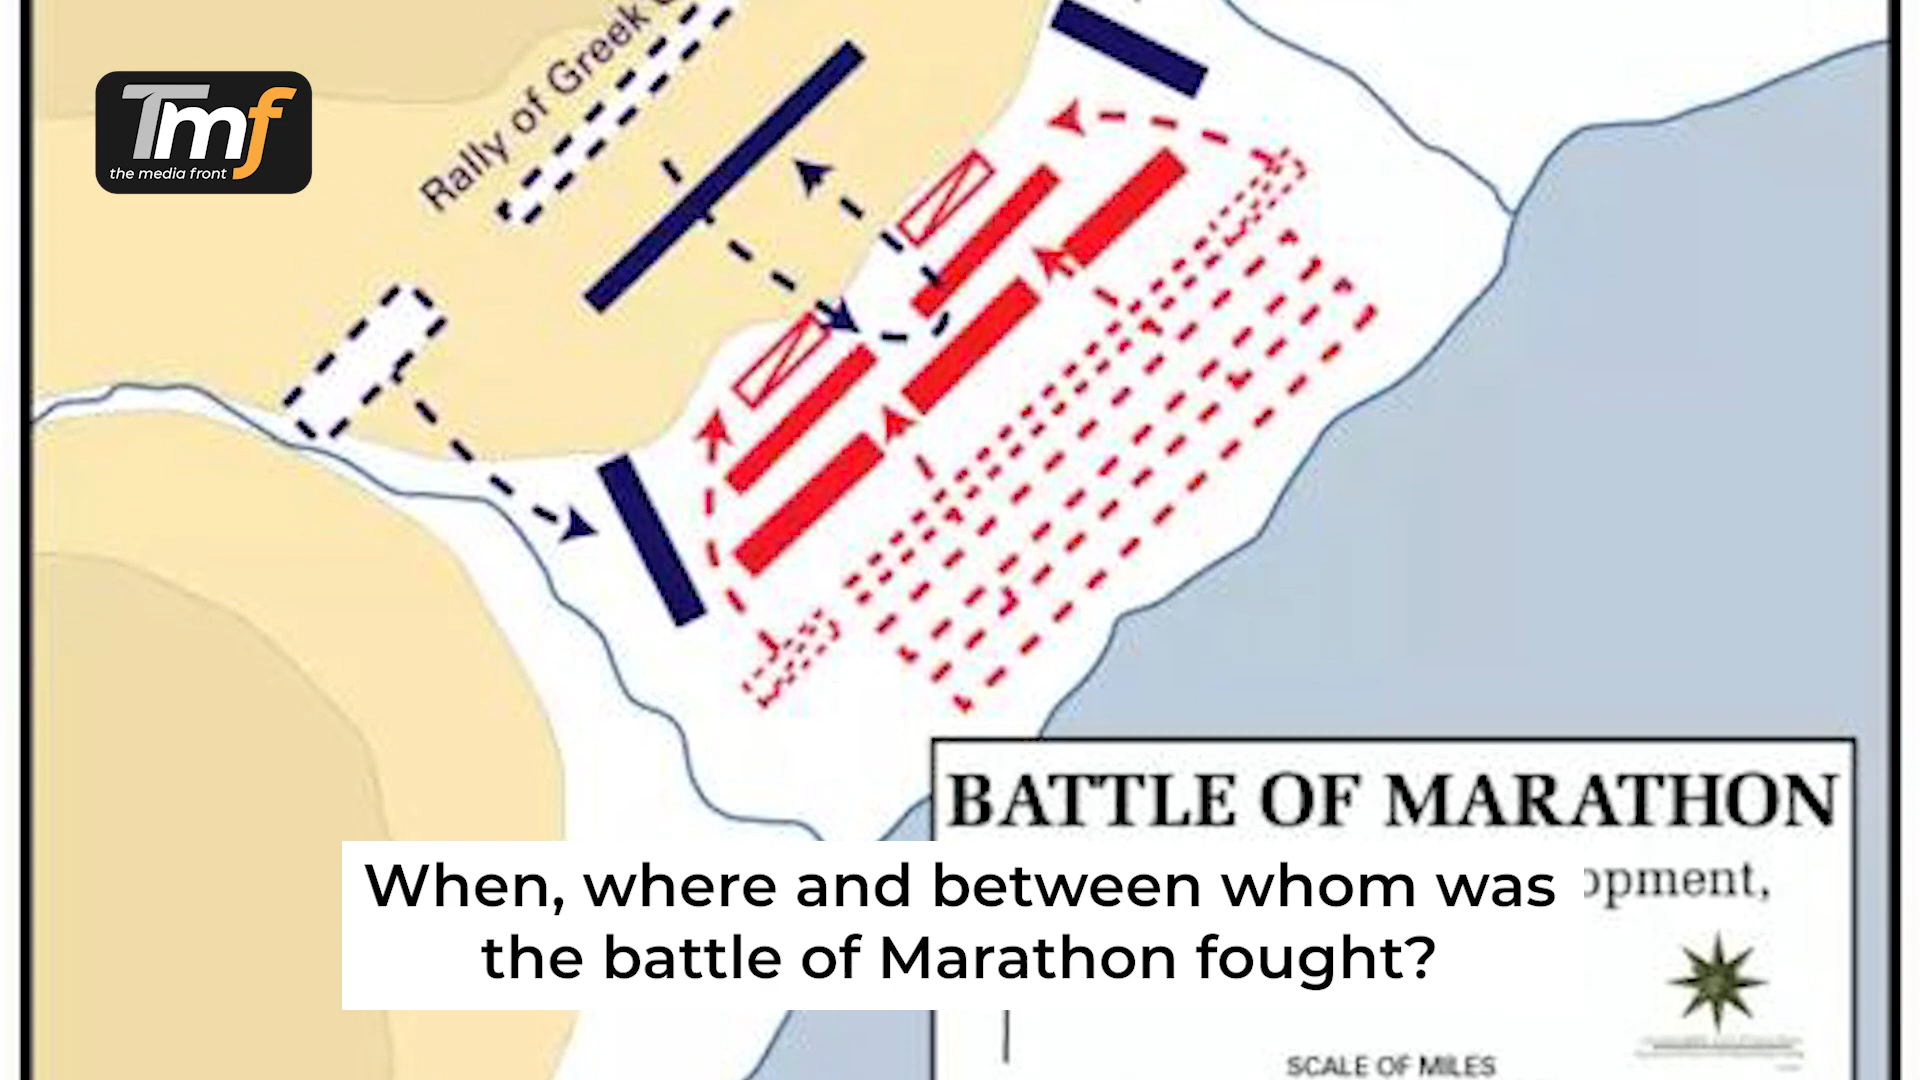 Rally of Greek
Tmf
the media front
BATTLE OF MARATHON
opment,
When, where and between whom was
the battle of Marathon fought?
SCALE OF MILES